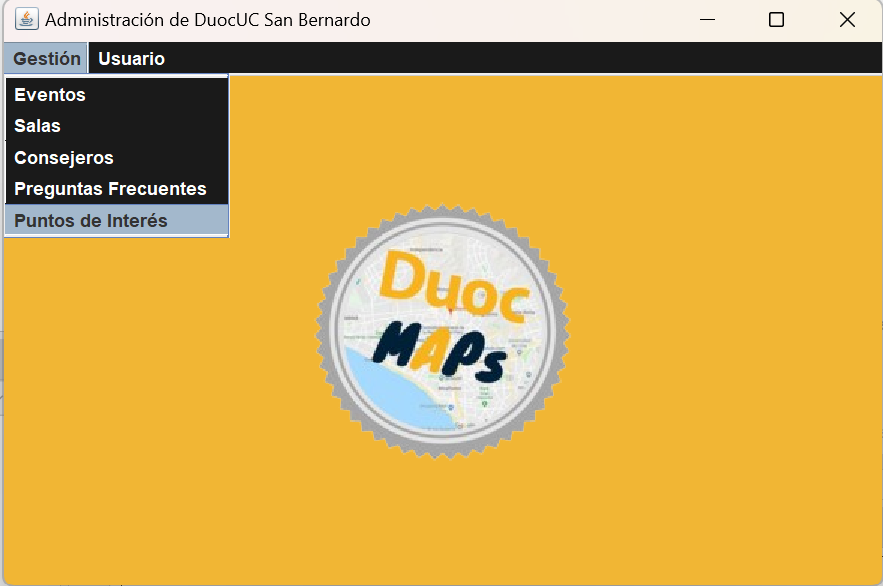 Administración de DuocUC San Bernardo
Gestión Usuario
Eventos
Salas
Consejeros
Preguntas Frecuentes
Puntos de Interés
Duoc
MAPs